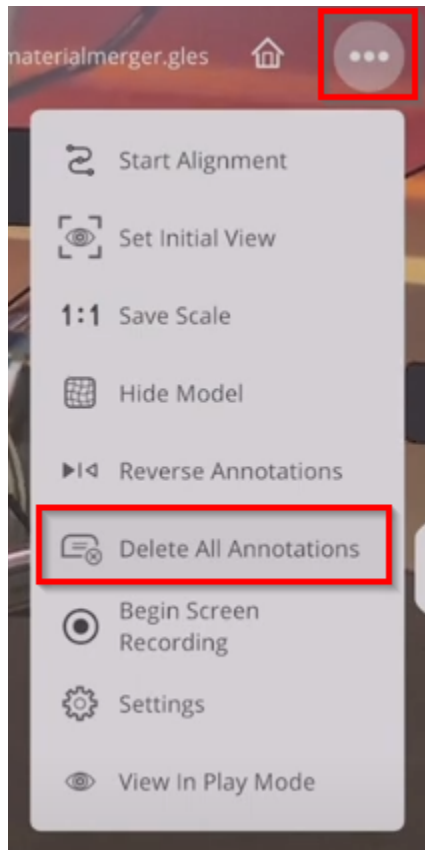 materialmerger.gles
Start Alignment
Set Initial View
1:1 Save Scale
Hide Model
Reverse Annotations
Delete All Annotations
Begin Screen
Recording
Settings
View In Play Mode